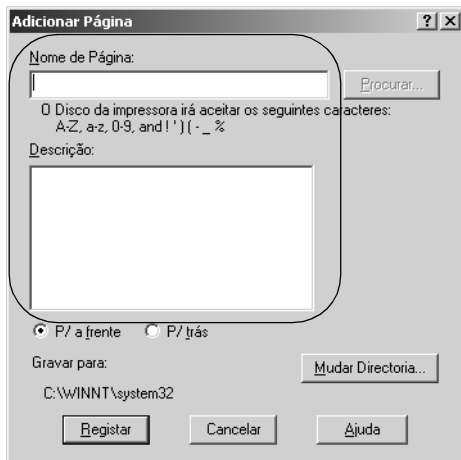 Adicionar Página
Nome de Página:
Procurar...
O Disco da impressora irá aceitar os seguintes caracteres:
A-Z, a-z, 0-9, and ! ' ) ( - _ %
Descrição:
P/ a frente P/ trás
Gravar para:
Mudar Directoria...
C:\WINNT\system32
Registar Cancelar Ajuda